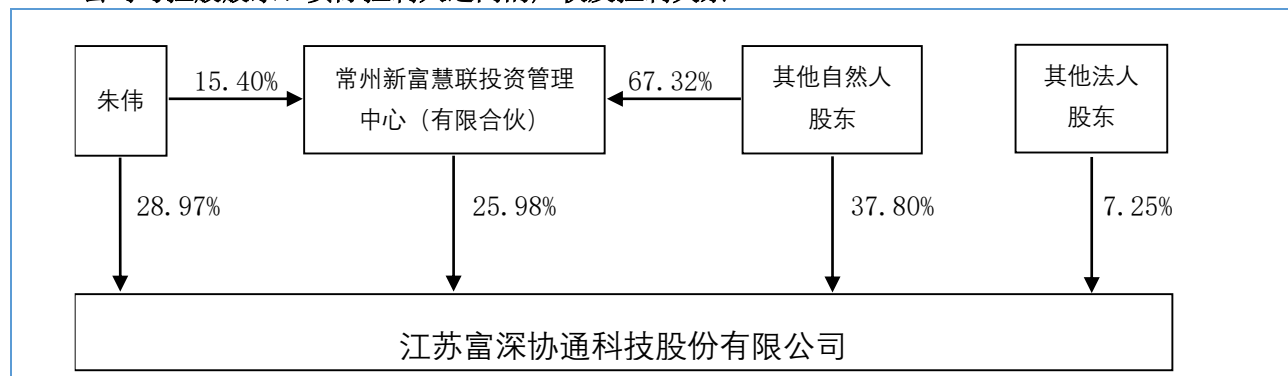 朱伟
15.40%
常州新富慧联投资管理
中心（有限合伙）
67.32%
其他自然人
股东
其他法人
股东
28.97%
25.98%
37.80%
7.25%
江苏富深协通科技股份有限公司